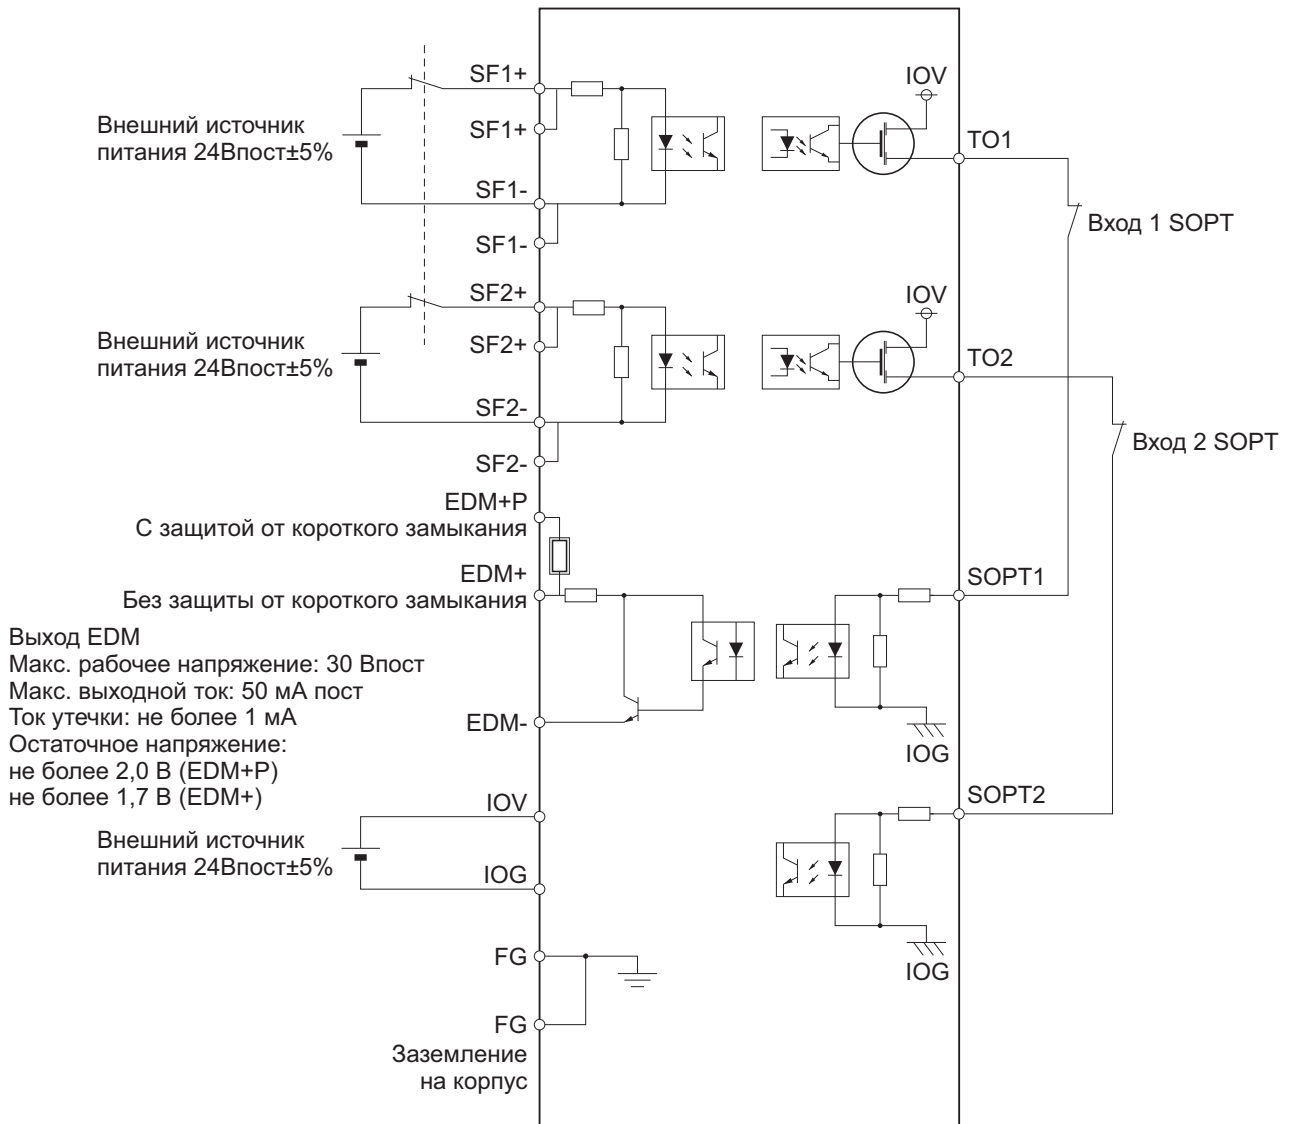 SF1+
Внешний источник
питания 24Впост±5%
SF1+
SF1-
SF1-
SF2+
Внешний источник
питания 24Впост±5%
SF2+
SF2-
SF2-
EDM+P
С защитой от короткого замыкания
EDM+
Без защиты от короткого замыкания
Выход EDM
Макс. рабочее напряжение: 30 Впост
Макс. выходной ток: 50 мА пост
Ток утечки: не более 1 мА
Остаточное напряжение:
не более 2,0 В (EDM+P)
не более 1,7 В (EDM+)
EDM-
IOV
Внешний источник
питания 24Впост±5%
IOG
FG
FG
Заземление
на корпус
IOV
TO1
Вход 1 SOPT
IOV
TO2
Вход 2 SOPT
SOPT1
IOG
SOPT2
IOG